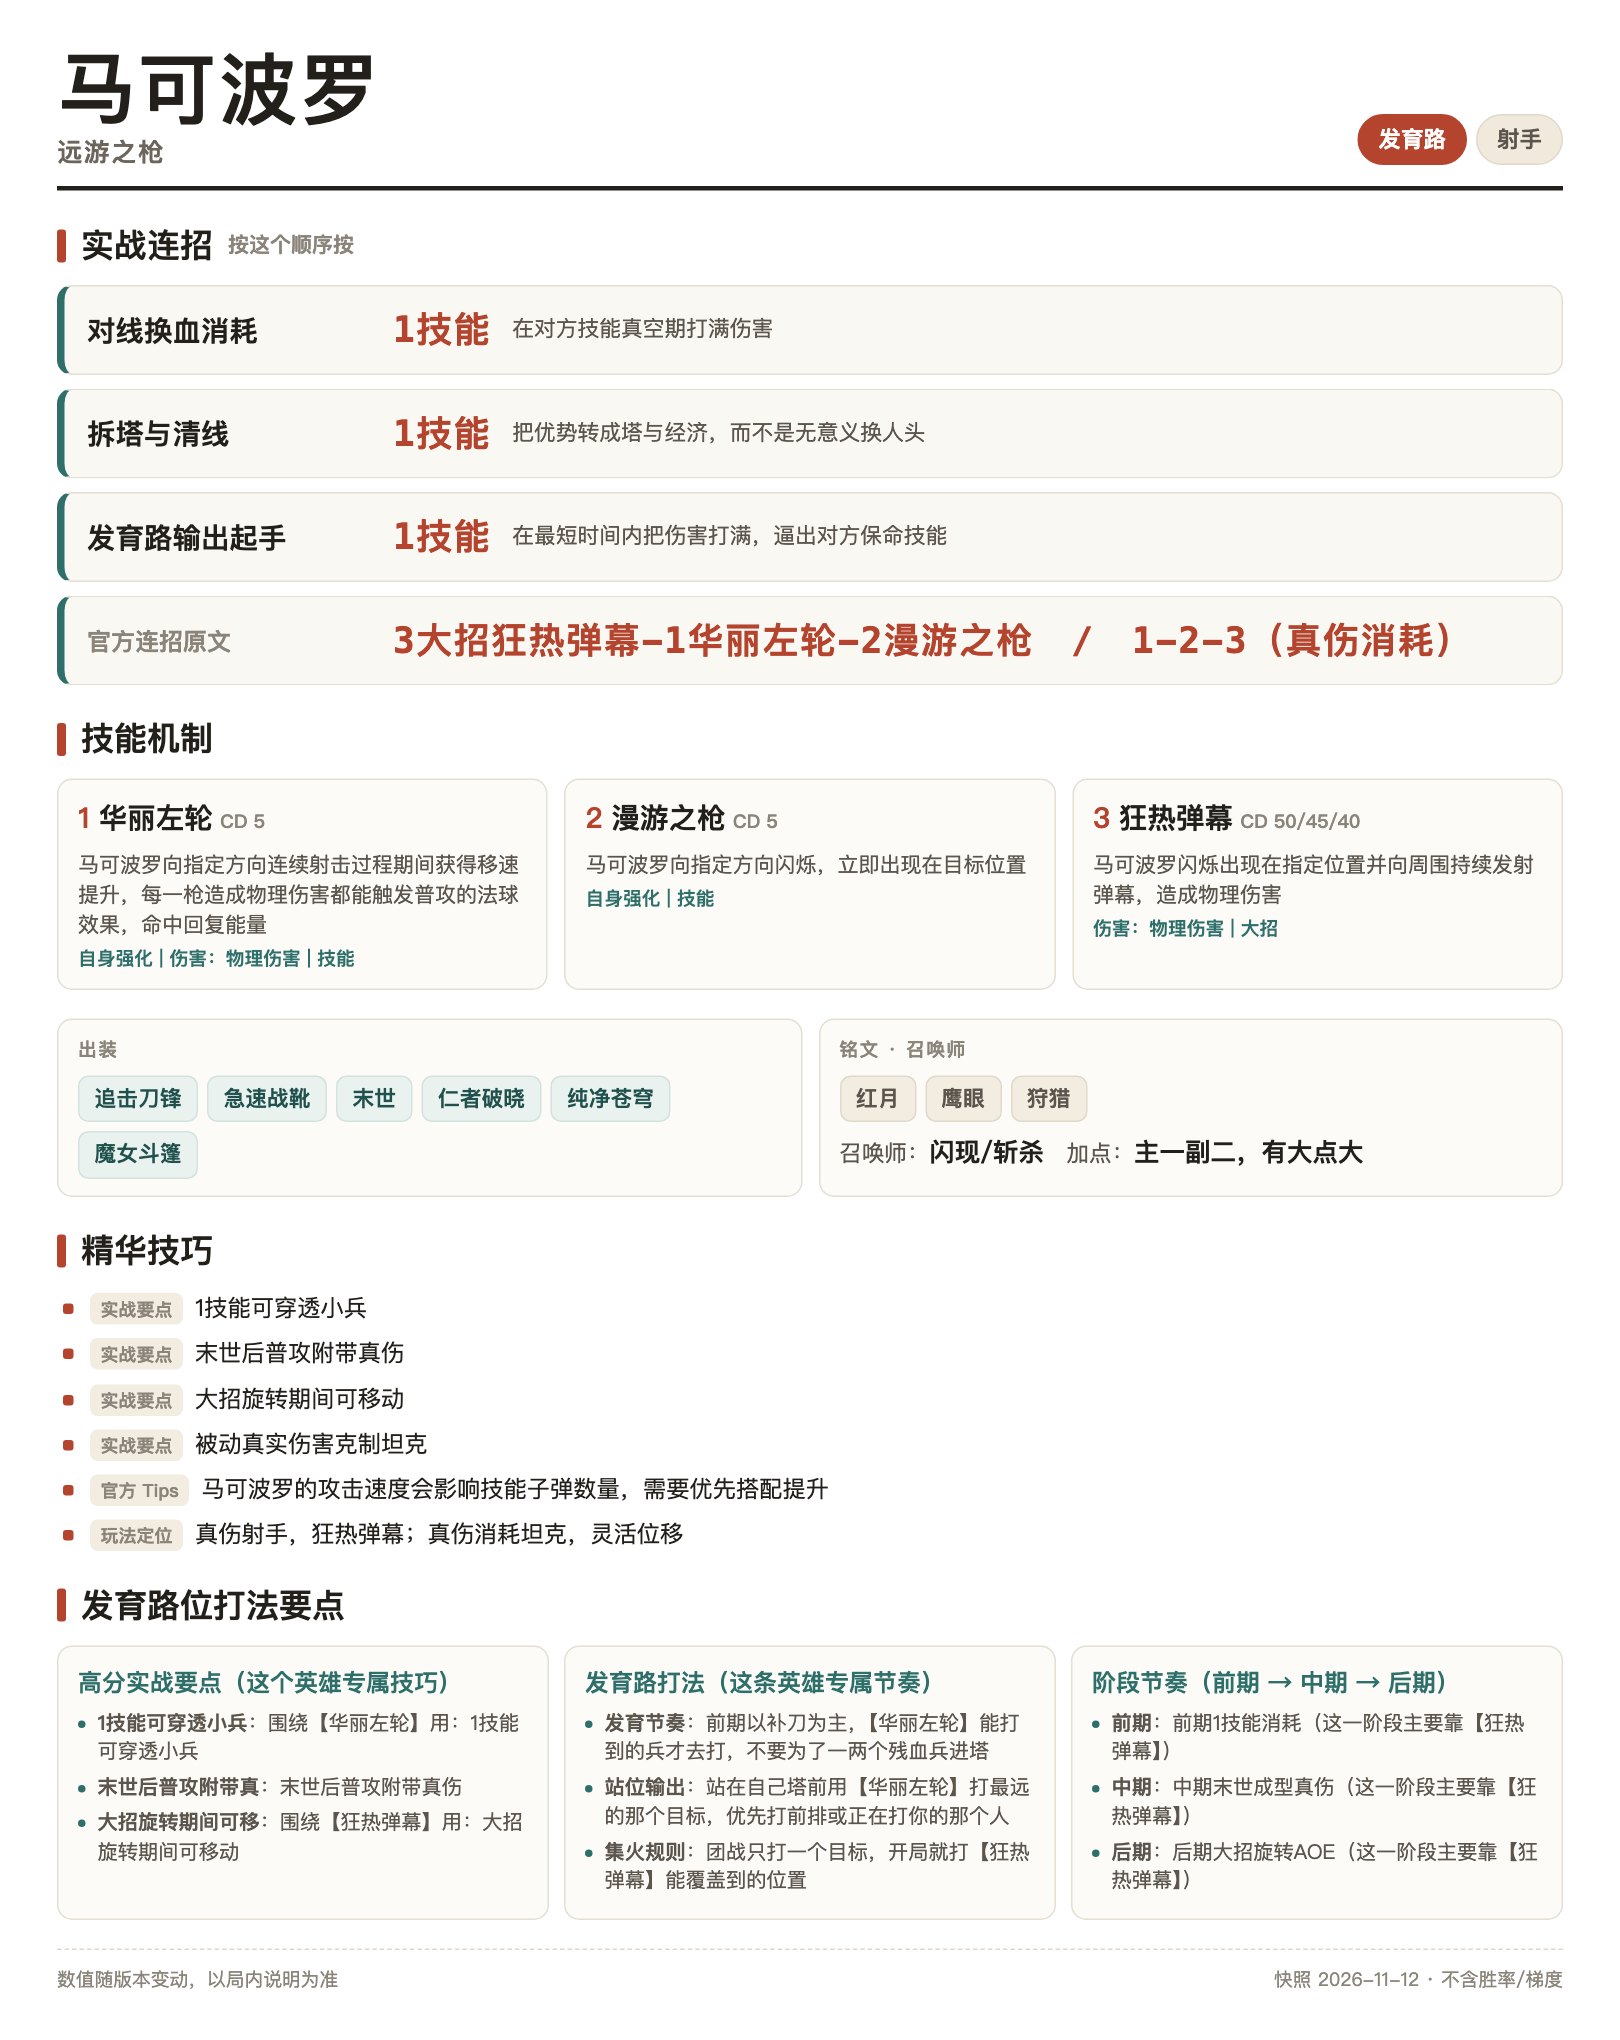 马可波罗
远游之枪
发育路 射手
实战连招 按这个顺序按
对线换血消耗 1技能 在对方技能真空期打满伤害
拆塔与清线 1技能 把优势转成塔与经济，而不是无意义换人头
发育路输出起手 1技能 在最短时间内把伤害打满，逼出对方保命技能
官方连招原文 3大招狂热弹幕–1华丽左轮–2漫游之枪 / 1–2–3（真伤消耗）
技能机制
1 华丽左轮 CD 5
马可波罗向指定方向连续射击过程期间获得移速
提升，每一枪造成物理伤害都能触发普攻的法球
效果，命中回复能量
自身强化 | 伤害：物理伤害 | 技能
2 漫游之枪 CD 5
马可波罗向指定方向闪烁，立即出现在目标位置
自身强化 | 技能
3 狂热弹幕 CD 50/45/40
马可波罗闪烁出现在指定位置并向周围持续发射
弹幕，造成物理伤害
伤害：物理伤害 | 大招
出装
追击刀锋 急速战靴 末世 仁者破晓 纯净苍穹
魔女斗篷
铭文 · 召唤师
红月 鹰眼 狩猎
召唤师：闪现/斩杀 加点：主一副二，有大点大
精华技巧
实战要点 1技能可穿透小兵
实战要点 末世后普攻附带真伤
实战要点 大招旋转期间可移动
实战要点 被动真实伤害克制坦克
官方 Tips 马可波罗的攻击速度会影响技能子弹数量，需要优先搭配提升
玩法定位 真伤射手，狂热弹幕；真伤消耗坦克，灵活位移
发育路位打法要点
高分实战要点（这个英雄专属技巧）
1技能可穿透小兵：围绕【华丽左轮】用：1技能
可穿透小兵
末世后普攻附带真：末世后普攻附带真伤
大招旋转期间可移：围绕【狂热弹幕】用：大招
旋转期间可移动
发育路打法（这条英雄专属节奏）
发育节奏：前期以补刀为主，【华丽左轮】能打
到的兵才去打，不要为了一两个残血兵进塔
站位输出：站在自己塔前用【华丽左轮】打最远
的那个目标，优先打前排或正在打你的那个人
集火规则：团战只打一个目标，开局就打【狂热
弹幕】能覆盖到的位置
阶段节奏（前期 → 中期 → 后期）
前期：前期1技能消耗（这一阶段主要靠【狂热
弹幕】）
中期：中期末世成型真伤（这一阶段主要靠【狂
热弹幕】）
后期：后期大招旋转AOE（这一阶段主要靠【狂
热弹幕】）
数值随版本变动，以局内说明为准
快照 2026–11–12 · 不含胜率/梯度